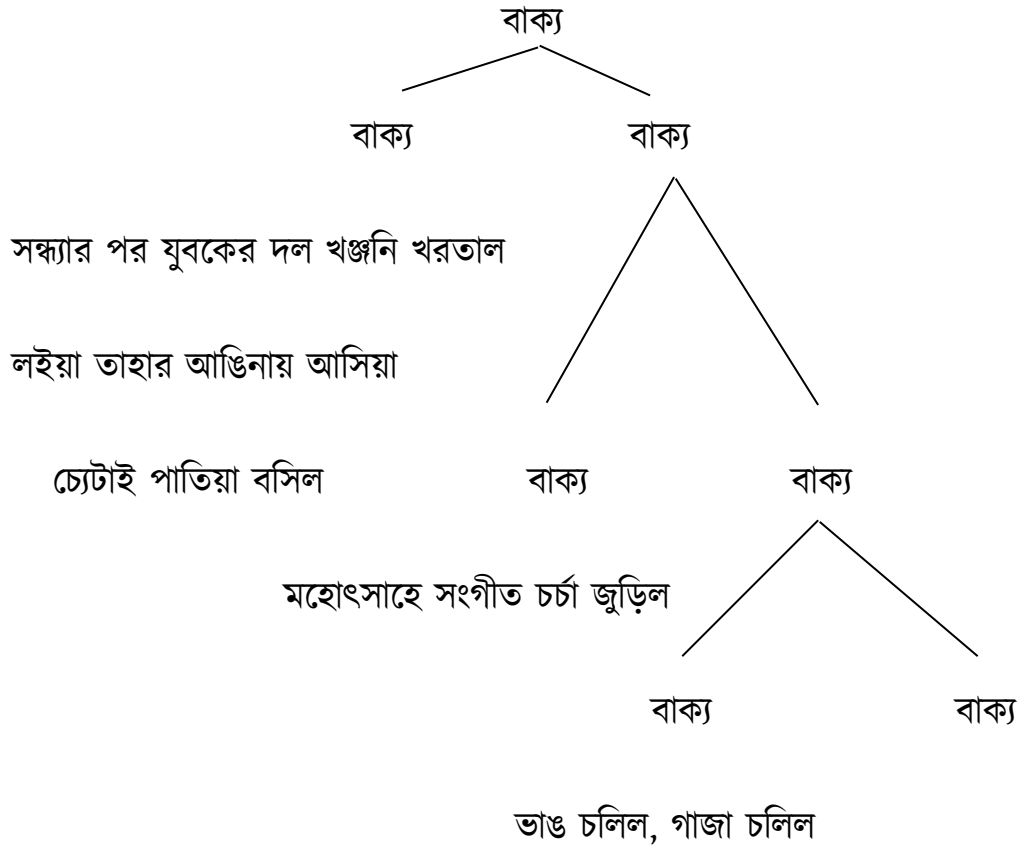 বাক্য
বাক্য বাক্য
সন্ধ্যার পর যুবকের দল খঞ্জনি খরতাল
লইয়া তাহার আঙিনায় আসিয়া
চ্যেটাই পাতিয়া বসিল বাক্য বাক্য
মহোৎসাহে সংগীত চর্চা জুড়িল
বাক্য বাক্য
ভাঙ চলিল, গাজা চলিল